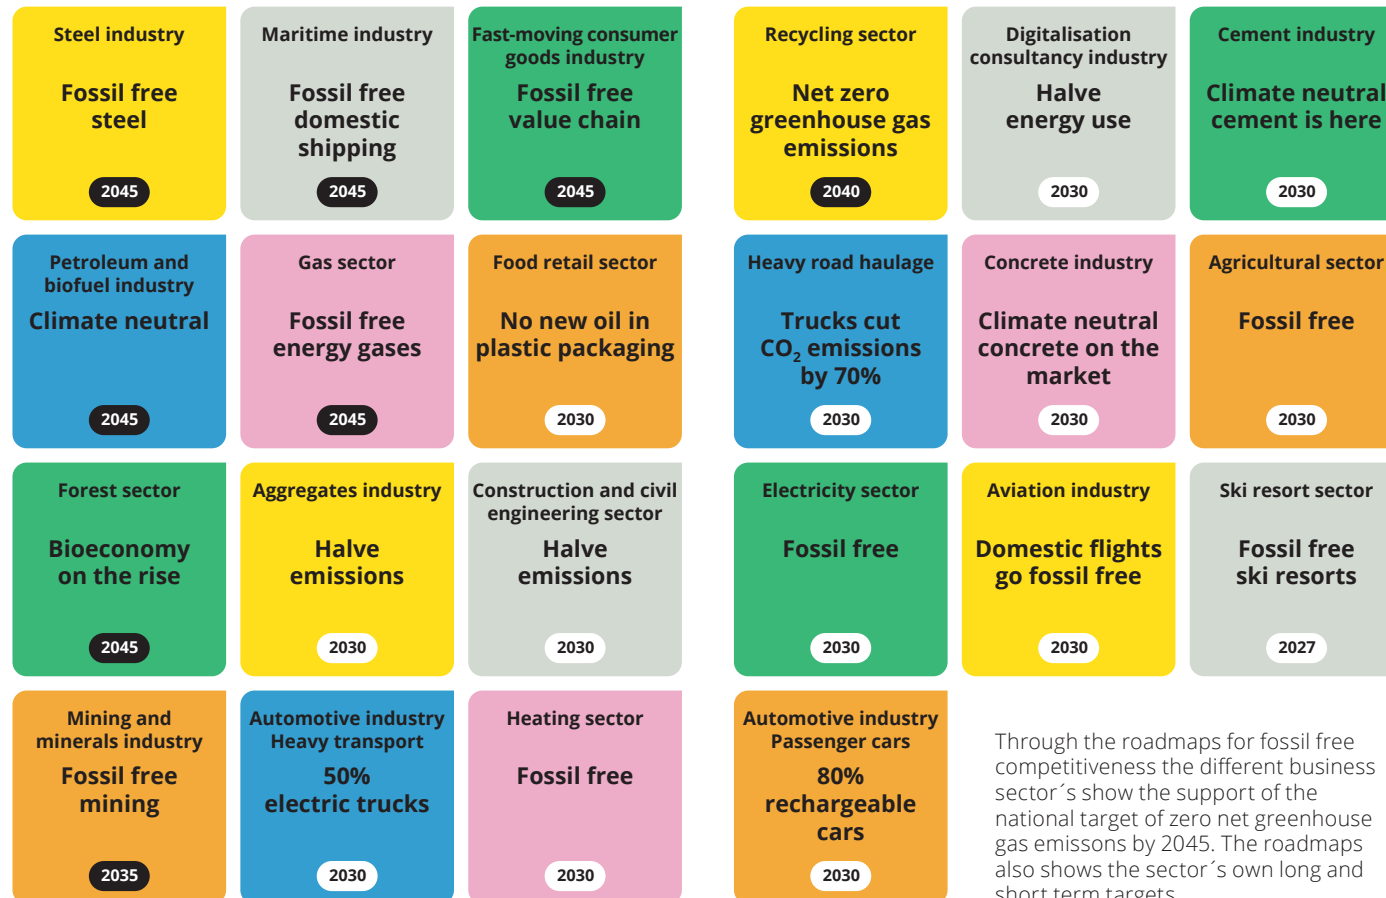 Steel industry
Fossil free
steel
2045
Maritime industry
Fossil free
domestic
shipping
2045
Fast-moving consumer
goods industry
Fossil free
value chain
2045
Recycling sector
Net zero
greenhouse gas
emissions
2040
Digitalisation
consultancy industry
Halve
energy use
2030
Cement industry
Climate neutral
cement is here
2030
Petroleum and
biofuel industry
Climate neutral
2045
Gas sector
Fossil free
energy gases
2045
Food retail sector
No new oil in
plastic packaging
2030
Heavy road haulage
Trucks cut
CO₂ emissions
by 70%
2030
Concrete industry
Climate neutral
concrete on the
market
2030
Agricultural sector
Fossil free
2030
Forest sector
Bioeconomy
on the rise
2045
Aggregates industry
Halve
emissions
2030
Construction and civil
engineering sector
Halve
emissions
2030
Electricity sector
Fossil free
2030
Aviation industry
Domestic flights
go fossil free
2030
Ski resort sector
Fossil free
ski resorts
2027
Mining and
minerals industry
Fossil free
mining
2035
Automotive industry
Heavy transport
50%
electric trucks
2030
Heating sector
Fossil free
2030
Automotive industry
Passenger cars
80%
rechargeable
cars
2030
Through the roadmaps for fossil free
competitiveness the different business
sector´s show the support of the
national target of zero net greenhouse
gas emissons by 2045. The roadmaps
also shows the sector´s own long and
short term targets